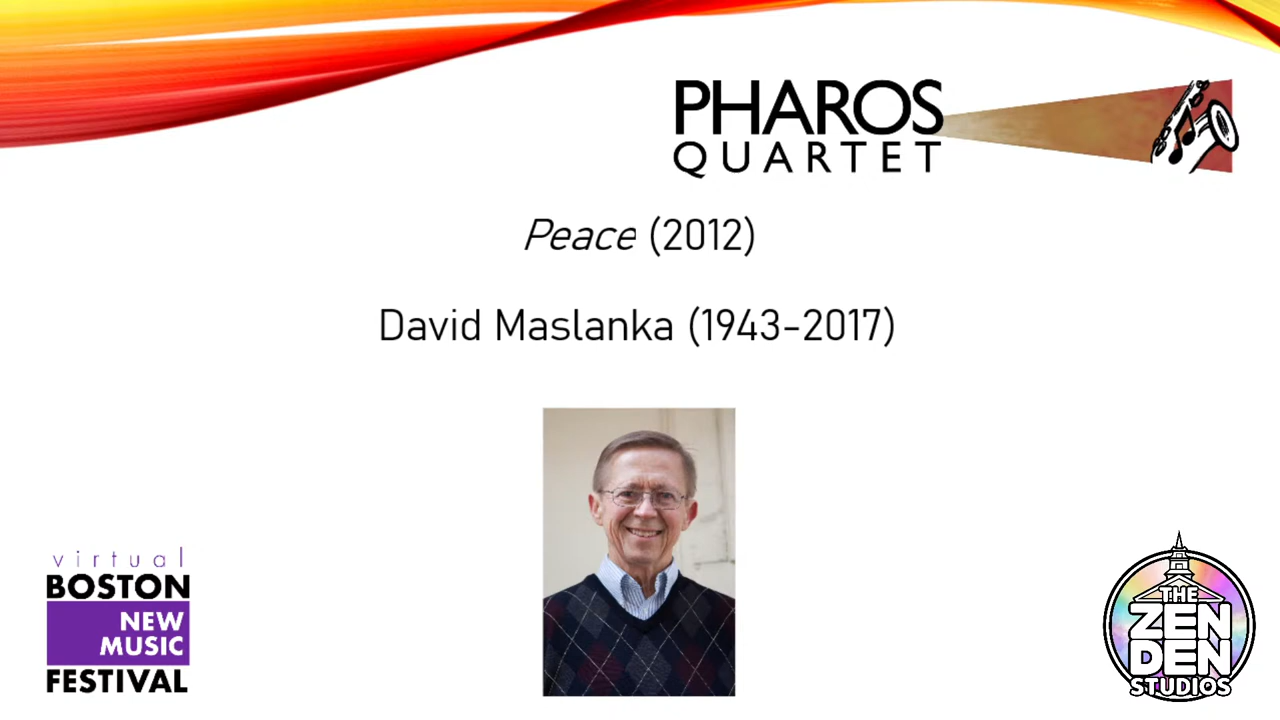 PHAROS
QUARTET
Peace (2012)
David Maslanka (1943-2017)
virtual
BOSTON
NEW
MUSIC
FESTIVAL
THE
ZEN
DEN
STUDIOS